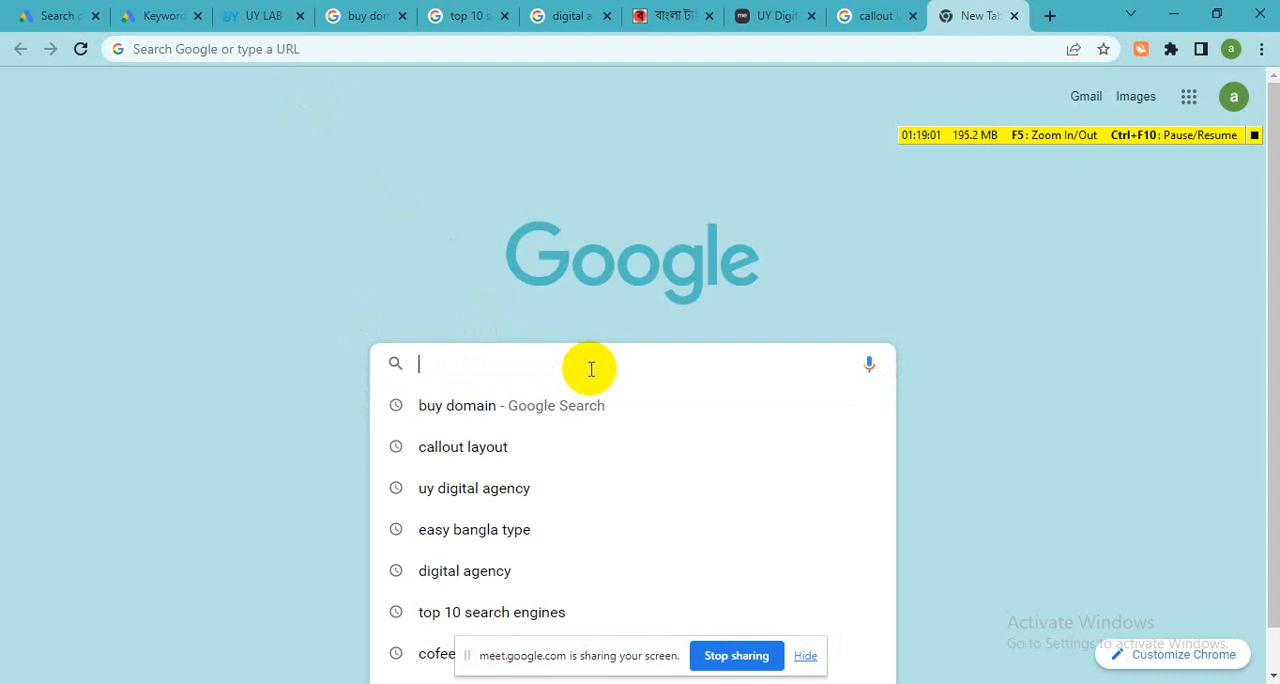 Search c
Keyword
UY LAB
buy dom
top 10 s
digital a
বাংলা টা
UY Digit
callout l
New Tab
Search Google or type a URL
a
Gmail
Images
a
01:19:01 195.2 MB F5: Zoom In/Out Ctrl+F10: Pause/Resume
Google
buy domain - Google Search
callout layout
uy digital agency
easy bangla type
digital agency
top 10 search engines
cofee
meet.google.com is sharing your screen.
Stop sharing
Hide
Activate Windows
Go to Settings to activate Windows.
Customize Chrome